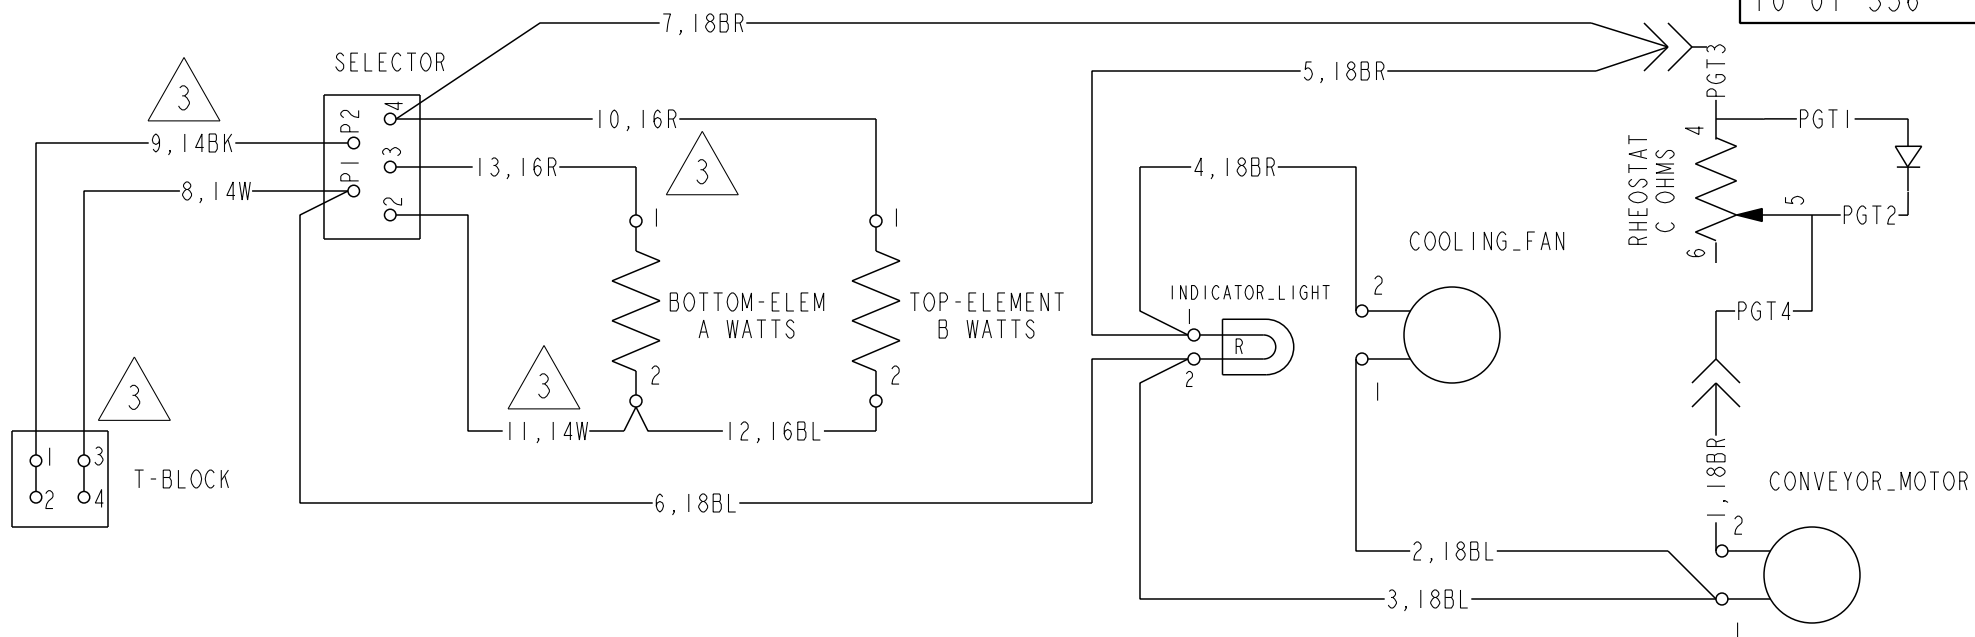 7,18BR
SELECTOR
5,18BR
PGT3
3
P2
4
10,16R
PGT1
4
9,14BK
3
13,16R
3
4,18BR
RHEOSTAT
C OHMS
P1
8,14W
2
5
PGT2
1
1
6
COOLING_FAN
INDICATOR_LIGHT
2
1
BOTTOM-ELEM
A WATTS
TOP-ELEMENT
B WATTS
PGT4
R
2
2
2
1
3
3
11,14W
12,16BL
1
3
T-BLOCK
2
4
1,18BR
CONVEYOR_MOTOR
6,18BL
2
2,18BL
3,18BL
1